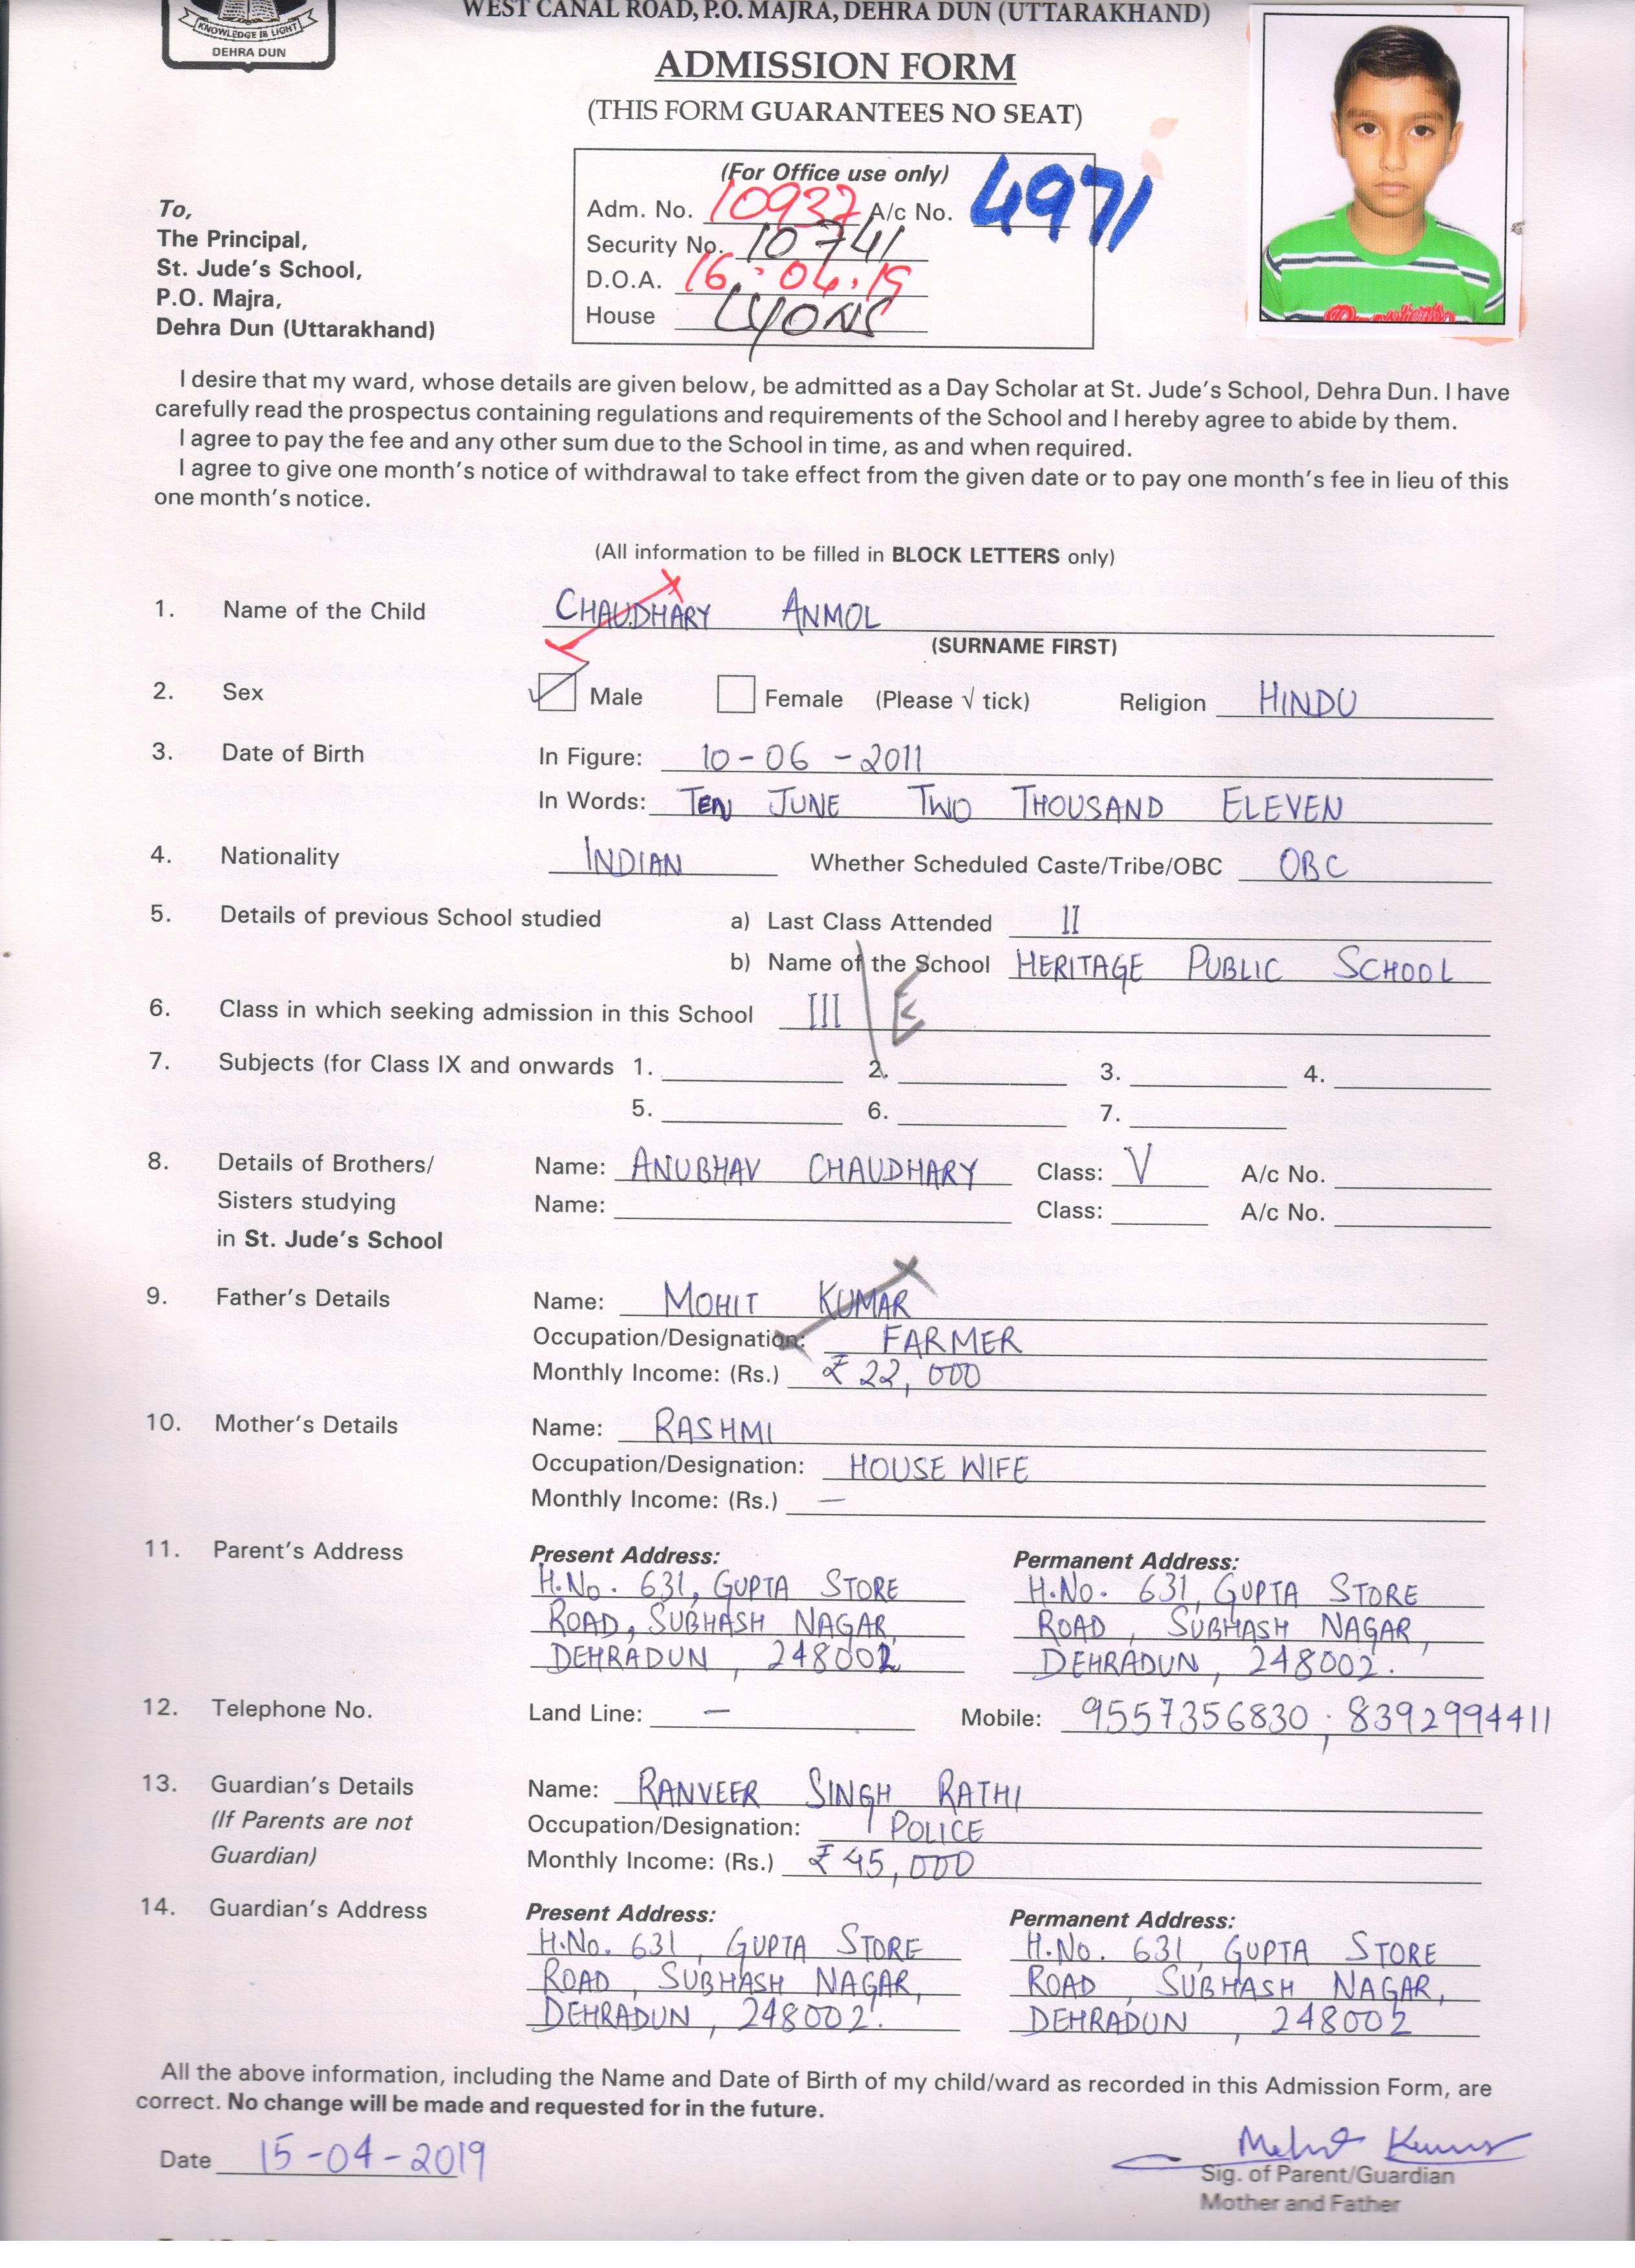 KNOWLEDGE IS LIGHT
DEHRA DUN
WEST CANAL ROAD, P.O. MAJRA, DEHRA DUN (UTTARAKHAND)
ADMISSION FORM
(THIS FORM GUARANTEES NO SEAT)
(For Office use only)
Adm. No. 10937 A/c No. 4971
Security No. 10741
D.O.A. 16.04.19
House LYONS
To,
The Principal,
St. Jude's School,
P.O. Majra,
Dehra Dun (Uttarakhand)
I desire that my ward, whose details are given below, be admitted as a Day Scholar at St. Jude's School, Dehra Dun. I have
carefully read the prospectus containing regulations and requirements of the School and I hereby agree to abide by them.
I agree to pay the fee and any other sum due to the School in time, as and when required.
I agree to give one month's notice of withdrawal to take effect from the given date or to pay one month's fee in lieu of this
one month's notice.
(All information to be filled in BLOCK LETTERS only)
1. Name of the Child CHAUDHARY ANMOL
(SURNAME FIRST)
2. Sex Male Female (Please √ tick) Religion HINDU
3. Date of Birth In Figure: 10-06-2011
In Words: TEN JUNE TWO THOUSAND ELEVEN
4. Nationality INDIAN Whether Scheduled Caste/Tribe/OBC OBC
5. Details of previous School studied a) Last Class Attended II
b) Name of the School HERITAGE PUBLIC SCHOOL
6. Class in which seeking admission in this School III E
7. Subjects (for Class IX and onwards 1. 2. 3. 4.
5. 6. 7.
8. Details of Brothers/ Name: ANUBHAV CHAUDHARY Class: V A/c No.
Sisters studying Name: Class: A/c No.
in St. Jude's School
9. Father's Details Name: MOHIT KUMAR
Occupation/Designation: FARMER
Monthly Income: (Rs.) ₹ 22,000
10. Mother's Details Name: RASHMI
Occupation/Designation: HOUSE WIFE
Monthly Income: (Rs.) —
11. Parent's Address Present Address: Permanent Address:
H.No. 631, GUPTA STORE H.No. 631, GUPTA STORE
ROAD, SUBHASH NAGAR, ROAD, SUBHASH NAGAR,
DEHRADUN, 248002 DEHRADUN, 248002.
12. Telephone No. Land Line: — Mobile: 9557356830 ; 8392994411
13. Guardian's Details Name: RANVEER SINGH RATHI
(If Parents are not Occupation/Designation: POLICE
Guardian) Monthly Income: (Rs.) ₹ 45,000
14. Guardian's Address Present Address: Permanent Address:
H.No. 631, GUPTA STORE H.No. 631, GUPTA STORE
ROAD, SUBHASH NAGAR, ROAD, SUBHASH NAGAR,
DEHRADUN, 248002. DEHRADUN, 248002
All the above information, including the Name and Date of Birth of my child/ward as recorded in this Admission Form, are
correct. No change will be made and requested for in the future.
Date 15-04-2019 Mohit Kumar
Sig. of Parent/Guardian
Mother and Father